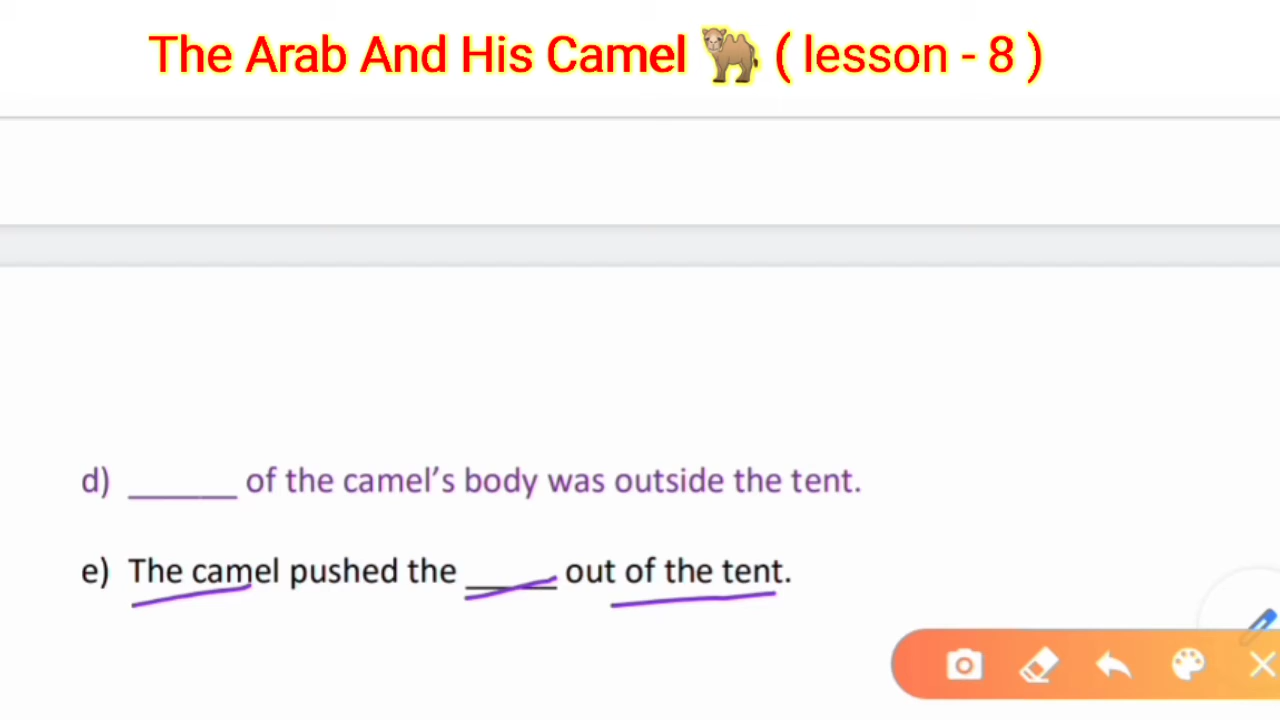 The Arab And His Camel 🐫 ( lesson - 8 )
d) ______ of the camel’s body was outside the tent.
e) The camel pushed the _____ out of the tent.